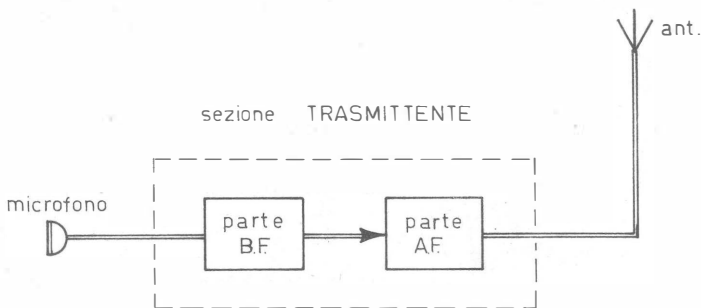 ant.
sezione TRASMITTENTE
microfono
parte
B.F.
parte
A.F.